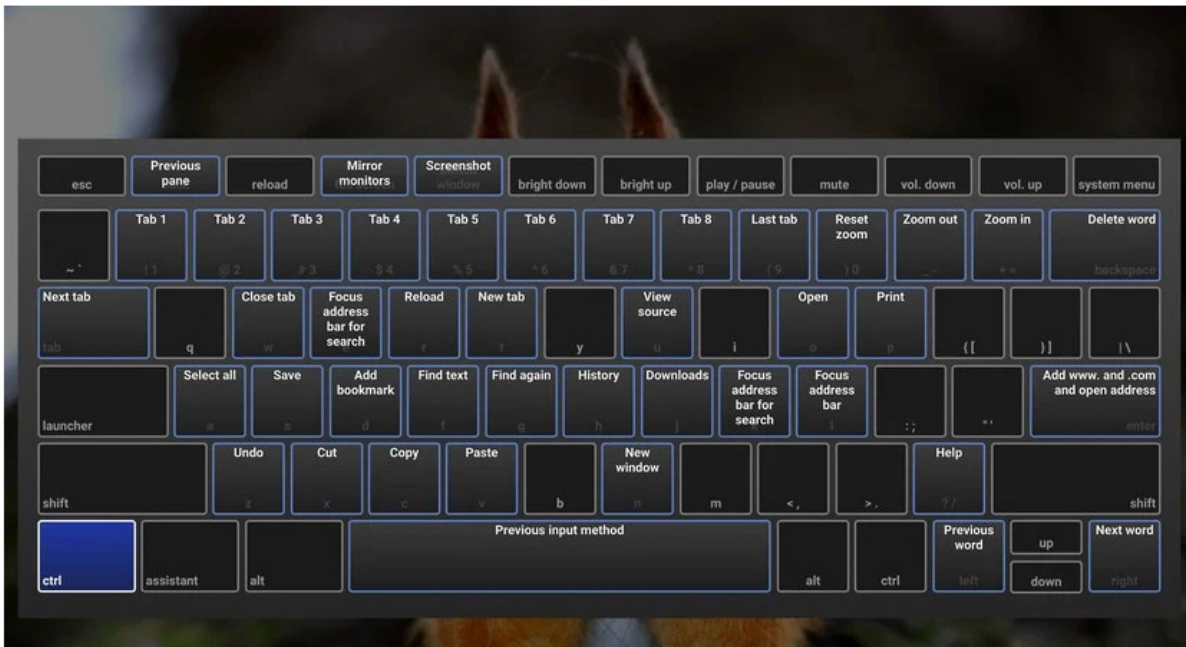 esc
Previous
pane
reload
Mirror
monitors
Screenshot
window
bright down
bright up
play / pause
mute
vol. down
vol. up
system menu
~ `
Tab 1
! 1
Tab 2
@ 2
Tab 3
# 3
Tab 4
$ 4
Tab 5
% 5
Tab 6
^ 6
Tab 7
& 7
Tab 8
* 8
Last tab
( 9
Reset
zoom
) 0
Zoom out
_ -
Zoom in
+ =
Delete word
backspace
Next tab
tab
q
Close tab
w
Focus
address
bar for
search
Reload
r
New tab
t
y
View
source
u
i
Open
o
Print
p
{ [
} ]
| \
launcher
Select all
a
Save
s
Add
bookmark
d
Find text
f
Find again
g
History
h
Downloads
j
Focus
address
bar for
search
Focus
address
bar
l
: ;
" '
Add www. and .com
and open address
enter
shift
Undo
z
Cut
x
Copy
c
Paste
v
b
New
window
n
m
< ,
> .
Help
? /
shift
ctrl
assistant
alt
Previous input method
alt
ctrl
Previous
word
left
up
down
Next word
right